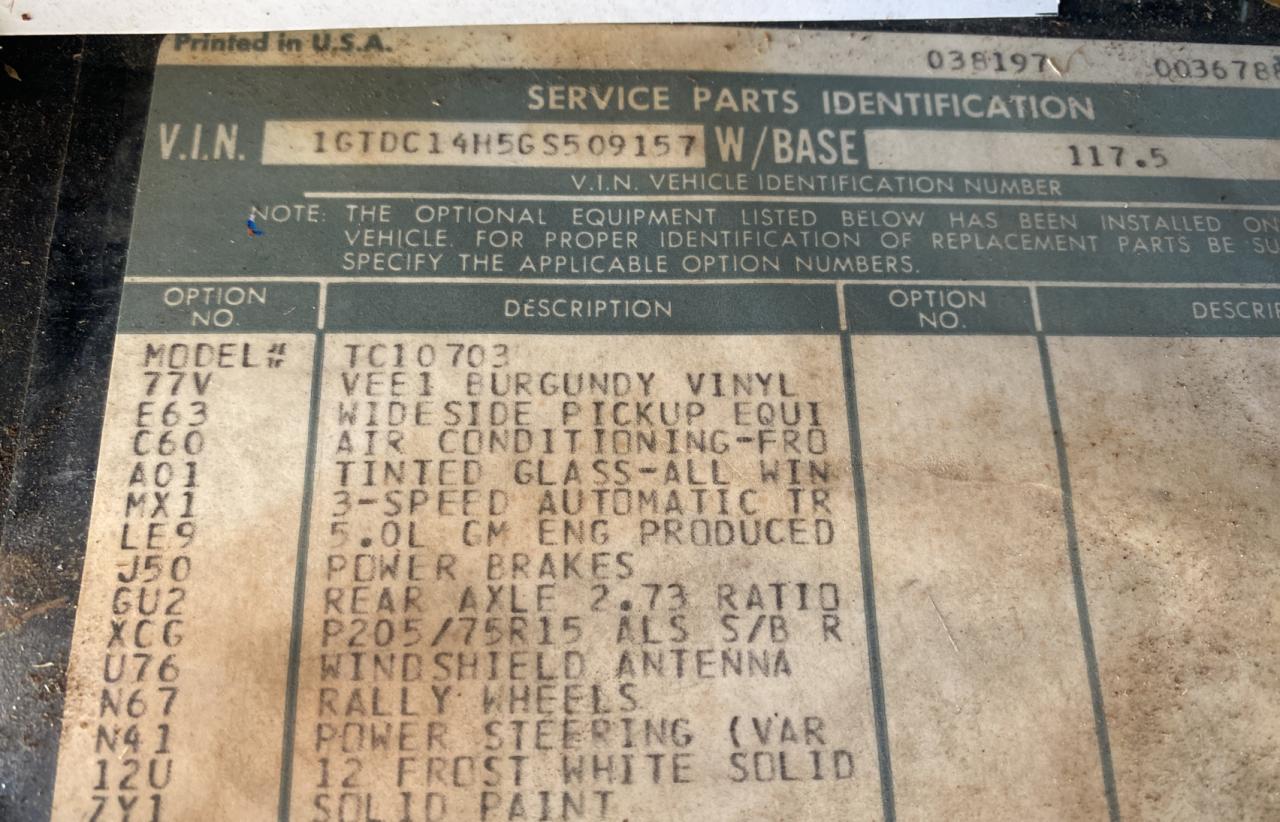 Printed in U.S.A.
038197 003678
SERVICE PARTS IDENTIFICATION
V.I.N. 1GTDC14H5GS509157 W/BASE 117.5
V.I.N. VEHICLE IDENTIFICATION NUMBER
NOTE: THE OPTIONAL EQUIPMENT LISTED BELOW HAS BEEN INSTALLED ON
VEHICLE. FOR PROPER IDENTIFICATION OF REPLACEMENT PARTS BE SU
SPECIFY THE APPLICABLE OPTION NUMBERS.
OPTION NO. DESCRIPTION OPTION NO. DESCRI
MODEL# TC10703
77V VEE1 BURGUNDY VINYL
E63 WIDESIDE PICKUP EQUI
C60 AIR CONDITIONING-FRO
A01 TINTED GLASS-ALL WIN
MX1 3-SPEED AUTOMATIC TR
LE9 5.0L GM ENG PRODUCED
J50 POWER BRAKES
GU2 REAR AXLE 2.73 RATIO
XCG P205/75R15 ALS S/B R
U76 WINDSHIELD ANTENNA
N67 RALLY WHEELS
N41 POWER STEERING (VAR
12U 12 FROST WHITE SOLID
ZY1 SOLID PAINT